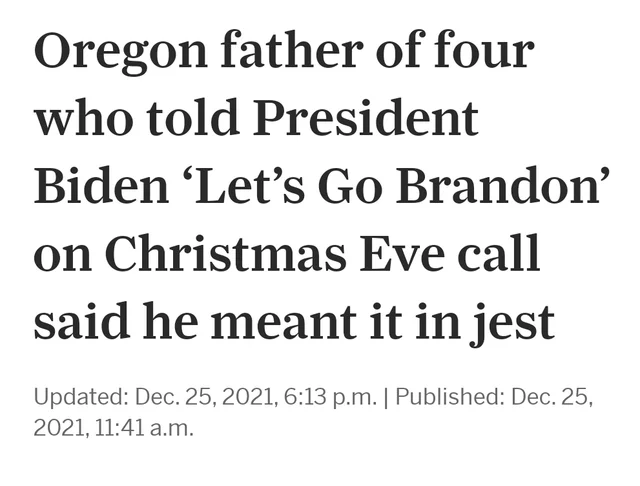 Oregon father of four
who told President
Biden ‘Let’s Go Brandon’
on Christmas Eve call
said he meant it in jest
Updated: Dec. 25, 2021, 6:13 p.m. | Published: Dec. 25,
2021, 11:41 a.m.